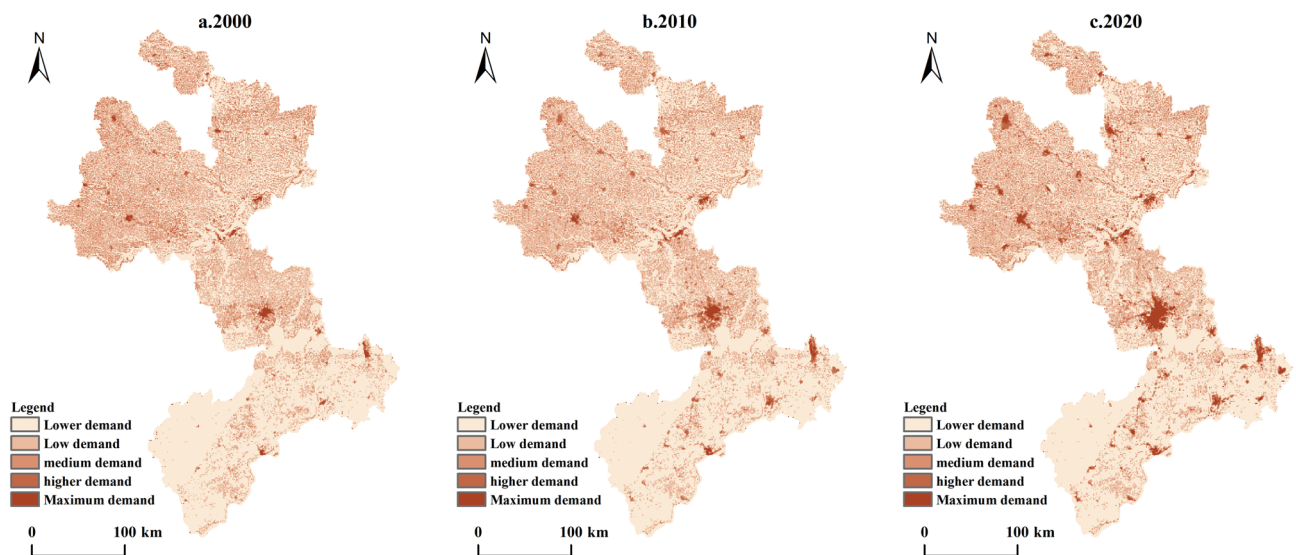 a.2000
N
Legend
Lower demand
Low demand
medium demand
higher demand
Maximum demand
0 100 km
b.2010
N
Legend
Lower demand
Low demand
medium demand
higher demand
Maximum demand
0 100 km
c.2020
N
Legend
Lower demand
Low demand
medium demand
higher demand
Maximum demand
0 100 km